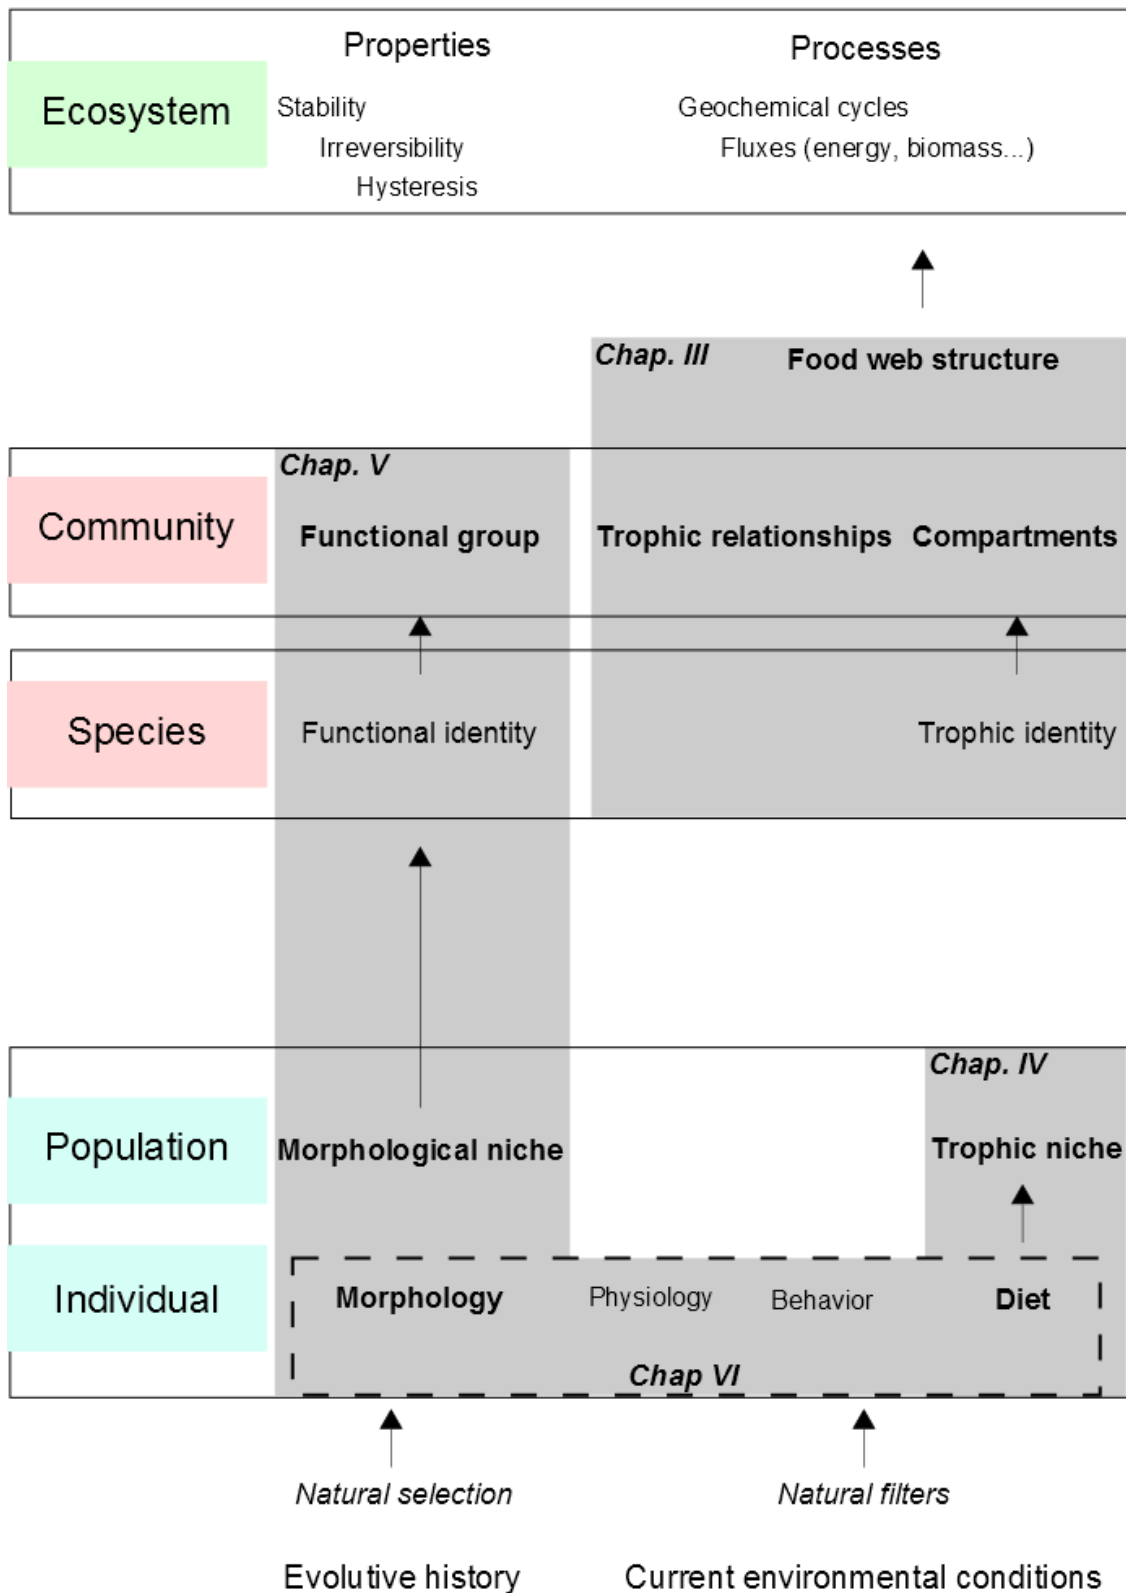 Properties
Processes
Ecosystem
Stability
Geochemical cycles
Irreversibility
Fluxes (energy, biomass...)
Hysteresis
Chap. III
Food web structure
Chap. V
Community
Functional group
Trophic relationships
Compartments
Species
Functional identity
Trophic identity
Chap. IV
Population
Morphological niche
Trophic niche
Individual
Morphology
Physiology
Behavior
Diet
Chap VI
Natural selection
Natural filters
Evolutive history
Current environmental conditions